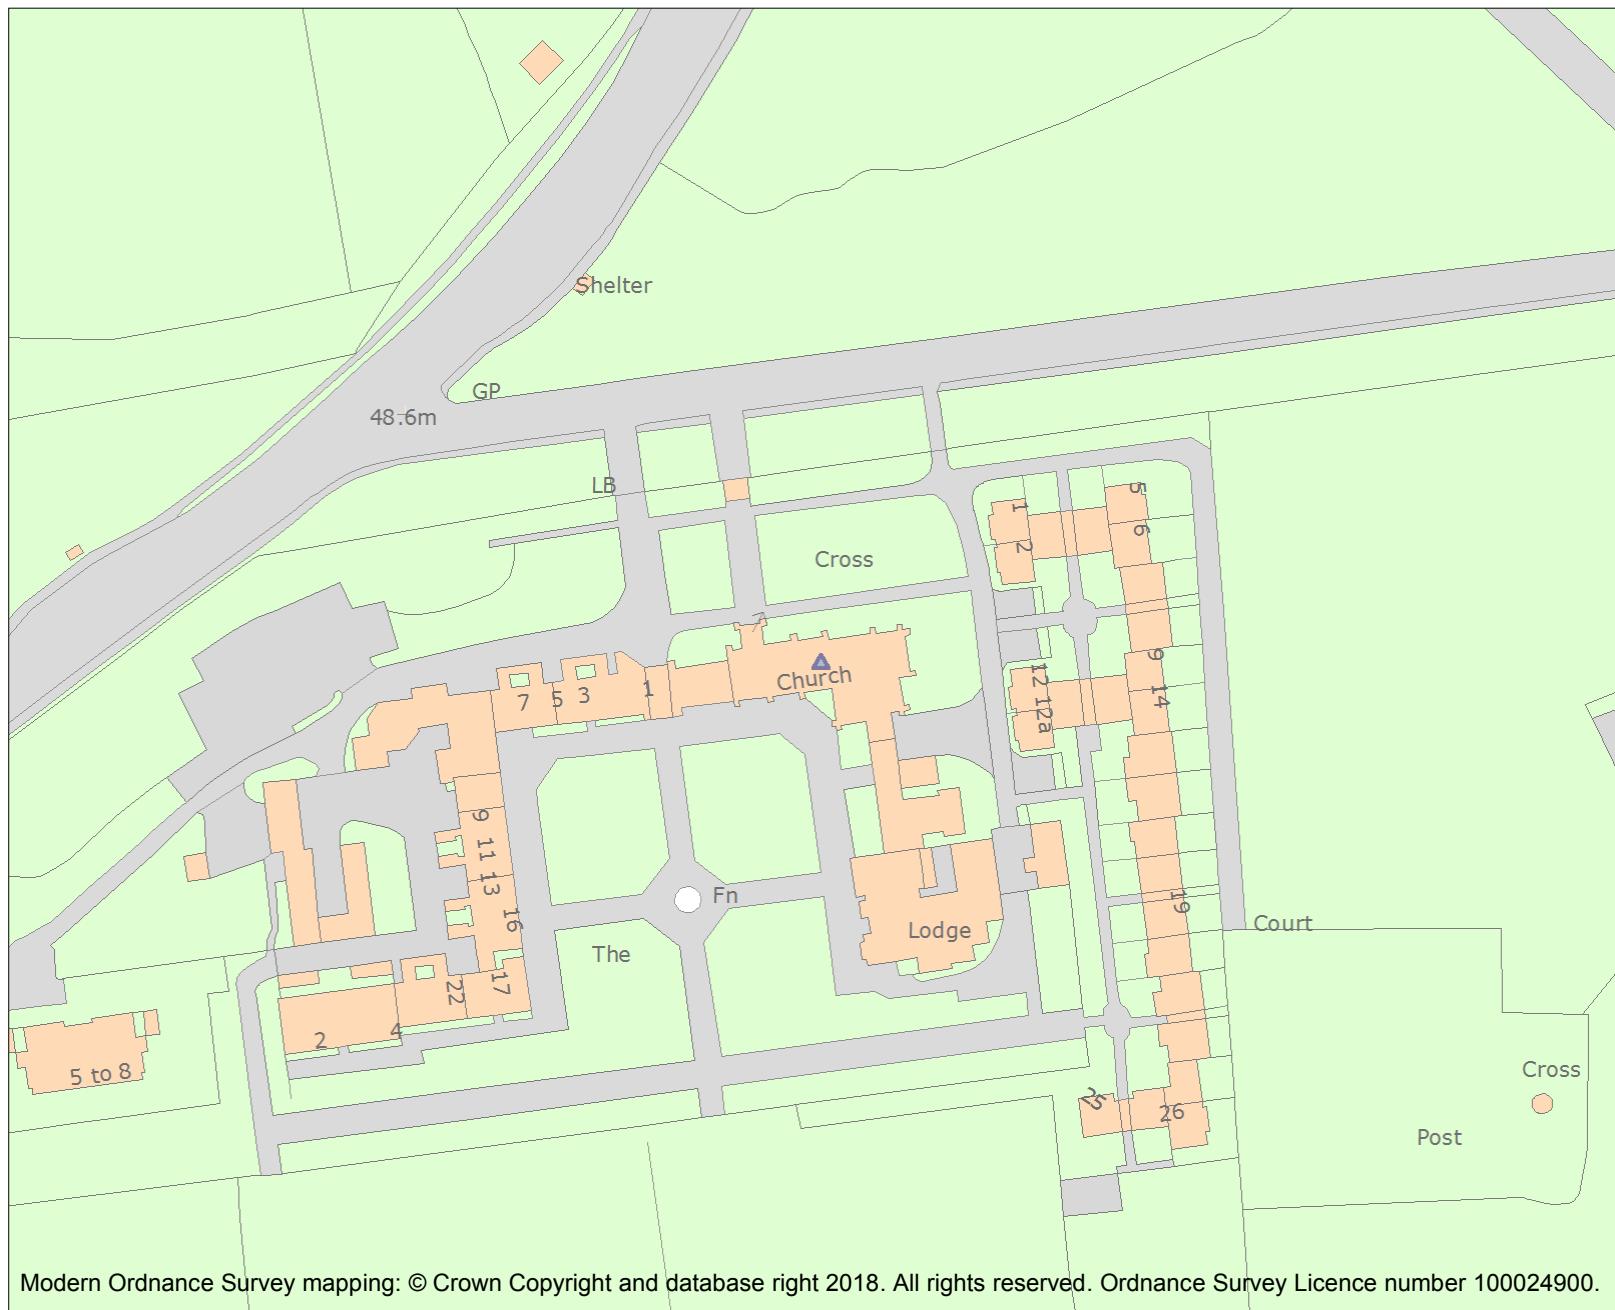 Shelter
GP
48.6m
LB
1
5
2
6
Cross
9
12
14
12a
Church
1
3
5
7
9
11
13
16
19
Fn
Court
Lodge
The
17
22
4
2
5 to 8
25
26
Cross
Post
Modern Ordnance Survey mapping: © Crown Copyright and database right 2018. All rights reserved. Ordnance Survey Licence number 100024900.